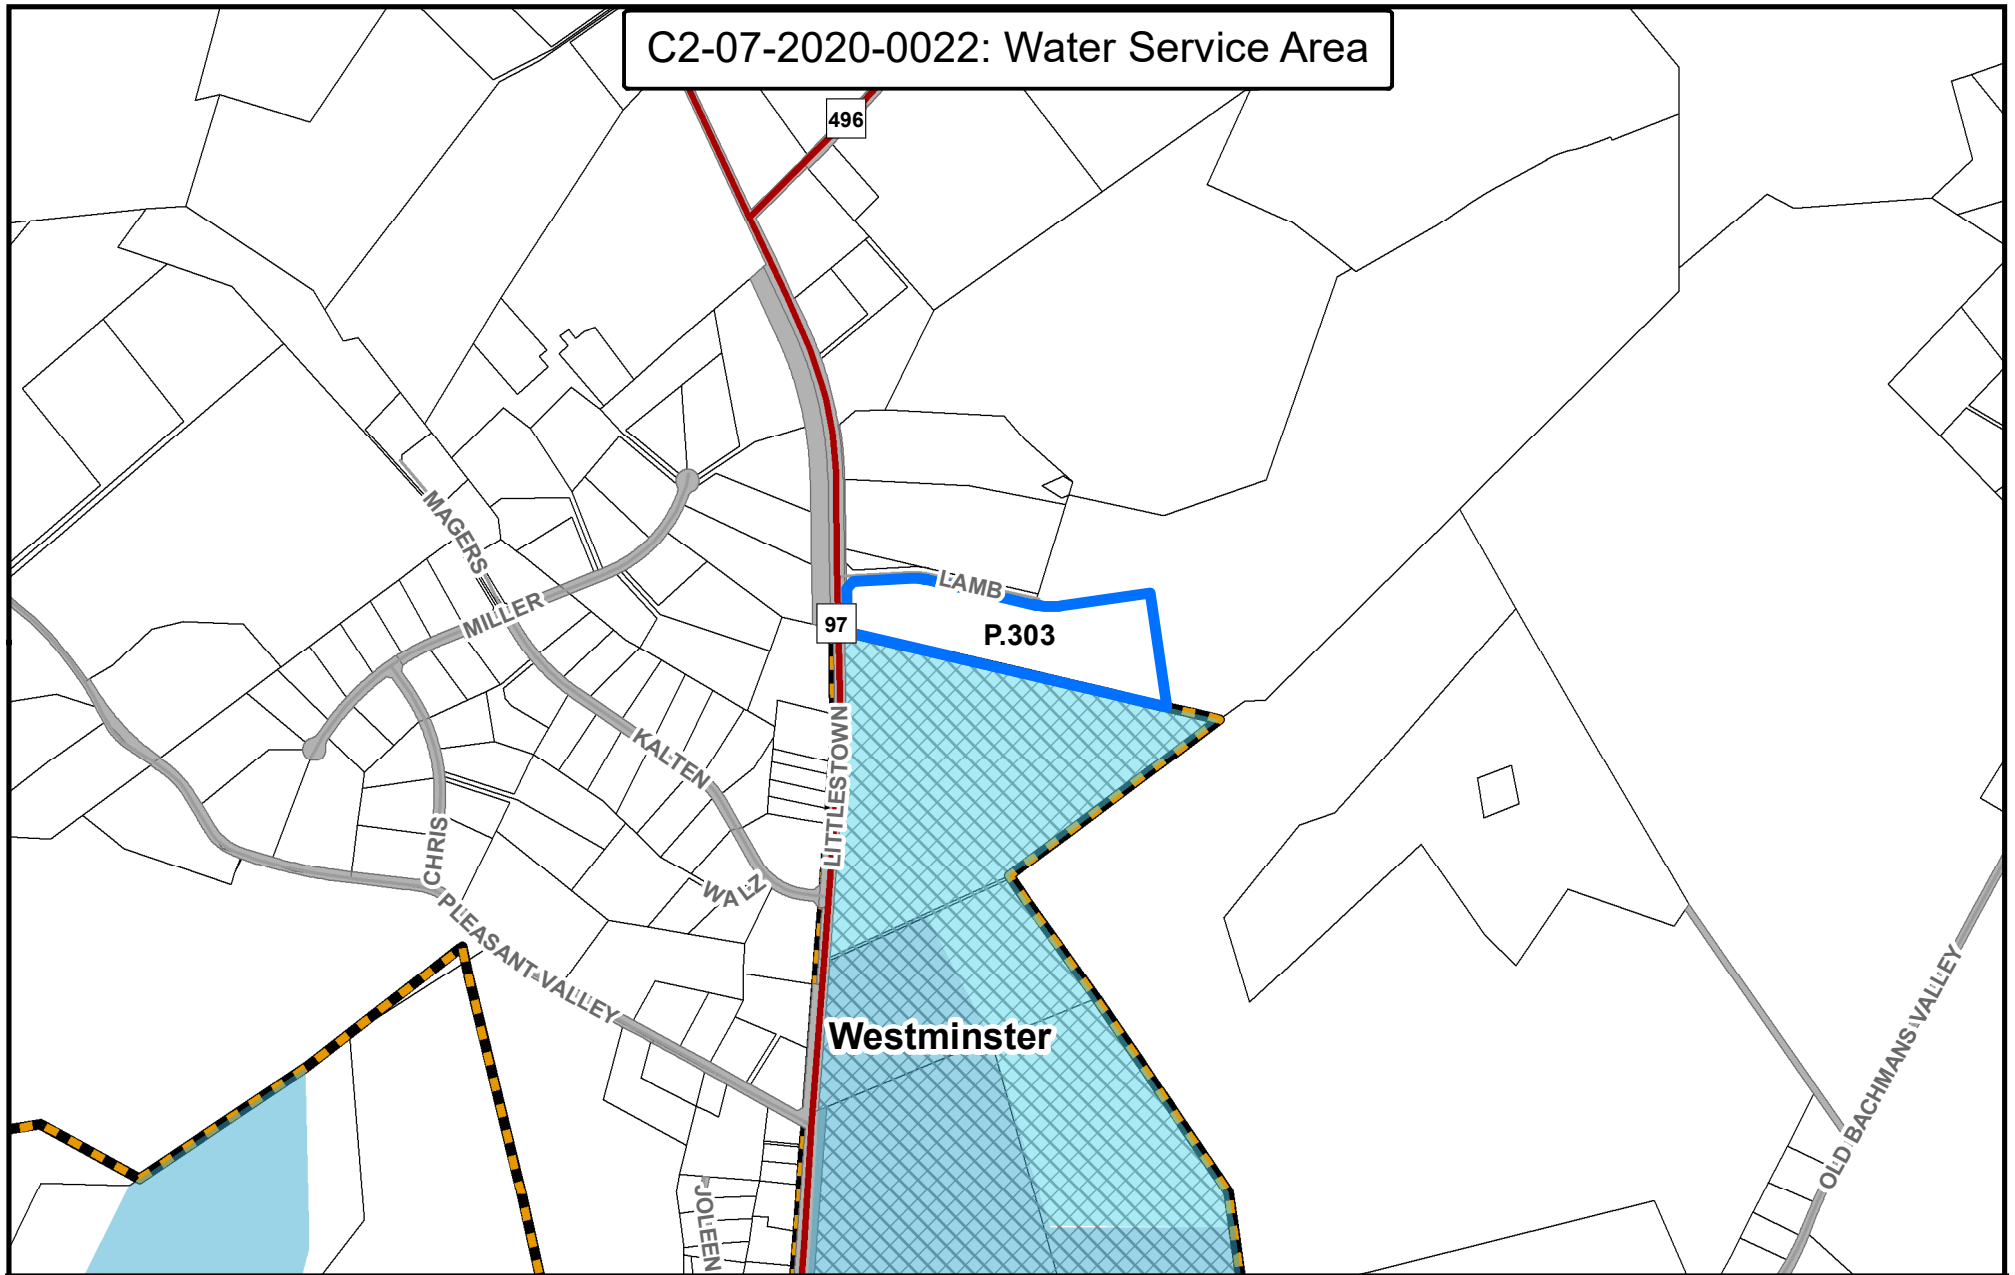 C2-07-2020-0022: Water Service Area
496
MAGERS
LAMB
MILLER
97
P.303
KALTEN
LITTLESTOWN
CHRIS
WALZ
PLEASANT VALLEY
Westminster
OLD BACHMANS VALLEY
JOLEEN